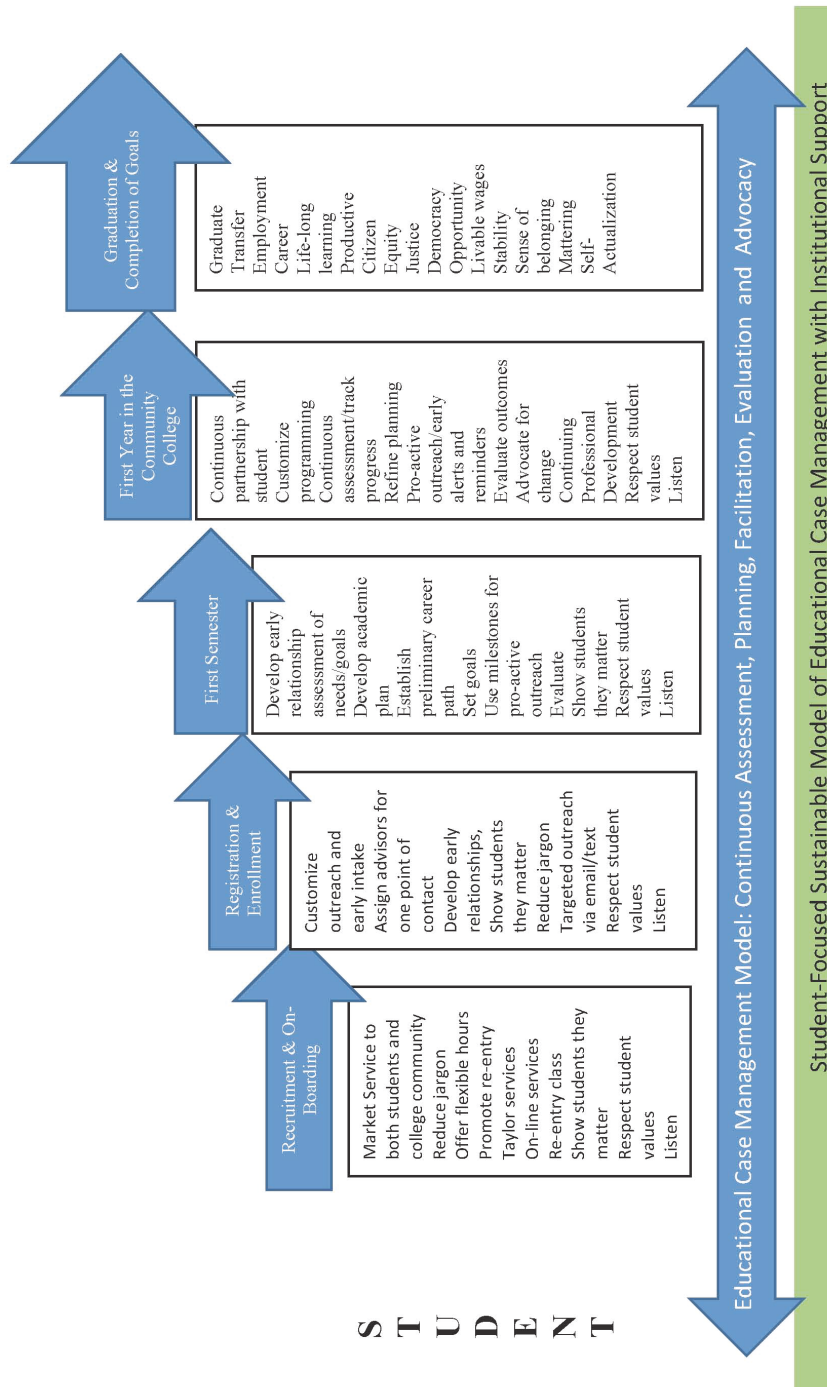 S
T
U
D
E
N
T
Recruitment & On-
Boarding
Market Service to
both students and
college community
Reduce jargon
Offer flexible hours
Promote re-entry
Taylor services
On-line services
Re-entry class
Show students they
matter
Respect student
values
Listen
Registration &
Enrollment
Customize
outreach and
early intake
Assign advisors for
one point of
contact
Develop early
relationships,
Show students
they matter
Reduce jargon
Targeted outreach
via email/text
Respect student
values
Listen
First Semester
Develop early
relationship
assessment of
needs/goals
Develop academic
plan
Establish
preliminary career
path
Set goals
Use milestones for
pro-active
outreach
Evaluate
Show students
they matter
Respect student
values
Listen
First Year in the
Community
College
Continuous
partnership with
student
Customize
programming
Continuous
assessment/track
progress
Refine planning
Pro-active
outreach/early
alerts and
reminders
Evaluate outcomes
Advocate for
change
Continuing
Professional
Development
Respect student
values
Listen
Graduation &
Completion of Goals
Graduate
Transfer
Employment
Career
Life-long
learning
Productive
Citizen
Equity
Justice
Democracy
Opportunity
Livable wages
Stability
Sense of
belonging
Mattering
Self-
Actualization
Educational Case Management Model: Continuous Assessment, Planning, Facilitation, Evaluation and Advocacy
Student-Focused Sustainable Model of Educational Case Management with Institutional Support